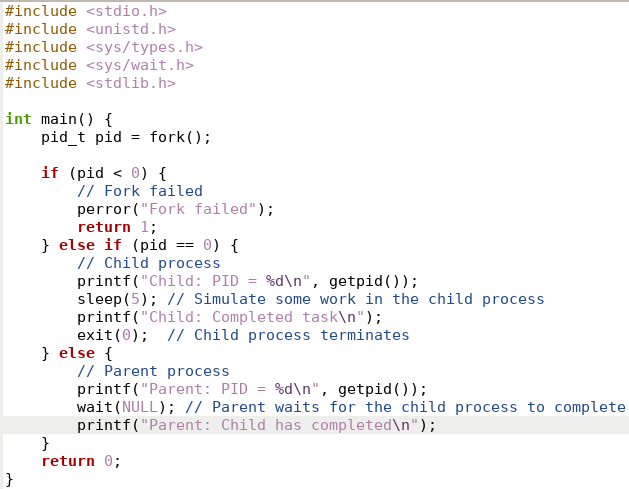 #include <stdio.h>
#include <unistd.h>
#include <sys/types.h>
#include <sys/wait.h>
#include <stdlib.h>

int main() {
    pid_t pid = fork();

    if (pid < 0) {
        // Fork failed
        perror("Fork failed");
        return 1;
    } else if (pid == 0) {
        // Child process
        printf("Child: PID = %d\n", getpid());
        sleep(5); // Simulate some work in the child process
        printf("Child: Completed task\n");
        exit(0);  // Child process terminates
    } else {
        // Parent process
        printf("Parent: PID = %d\n", getpid());
        wait(NULL); // Parent waits for the child process to complete
        printf("Parent: Child has completed\n");
    }
    return 0;
}